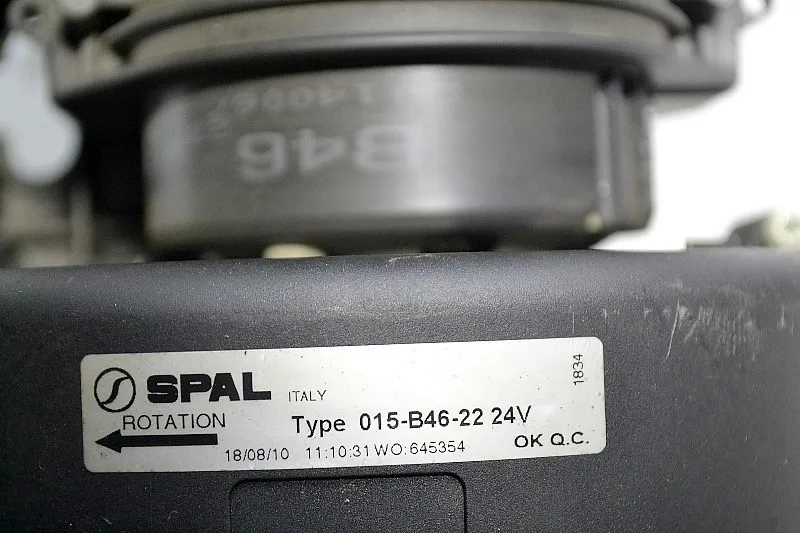 B46
SPAL ITALY
1834
ROTATION
Type 015-B46-22 24V
18/08/10 11:10:31 WO:645354
OK Q.C.